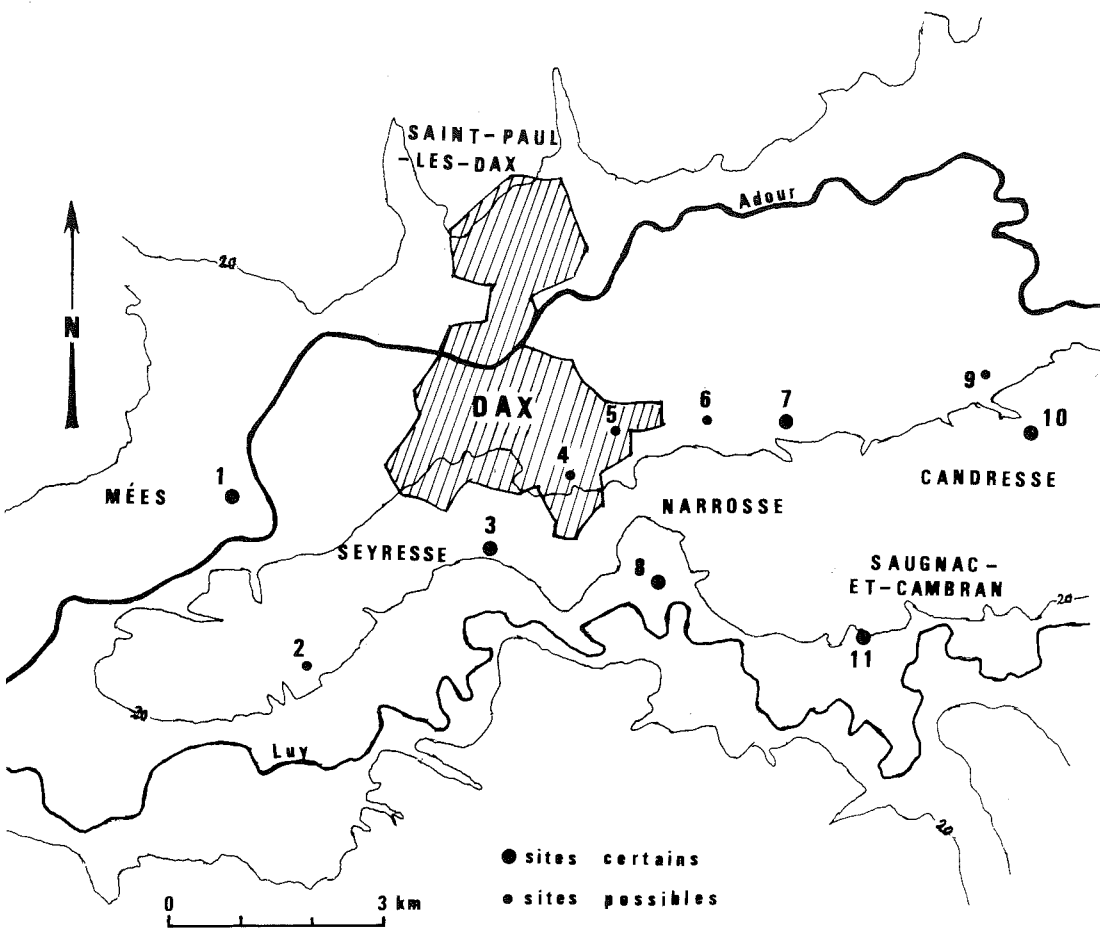 SAINT-PAUL
-LES-DAX
Adour
20
N
DAX
5
6
7
9
10
4
1
MÉES
CANDRESSE
NARROSSE
3
SEYRESSE
8
SAUGNAC-
ET-CAMBRAN
20
11
2
20
Luy
20
sites certains
sites possibles
0 3 km